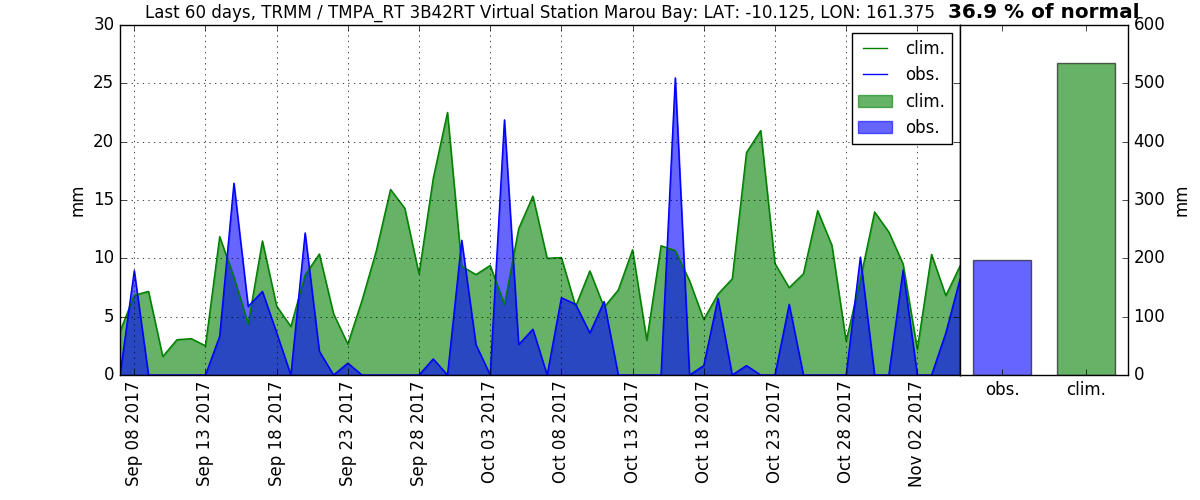 Last 60 days, TRMM / TMPA_RT 3B42RT Virtual Station Marou Bay: LAT: -10.125, LON: 161.375
36.9 % of normal
30
25
20
15
10
5
0
mm
clim.
obs.
clim.
obs.
Sep 08 2017
Sep 13 2017
Sep 18 2017
Sep 23 2017
Sep 28 2017
Oct 03 2017
Oct 08 2017
Oct 13 2017
Oct 18 2017
Oct 23 2017
Oct 28 2017
Nov 02 2017
600
500
400
300
200
100
0
mm
obs.
clim.